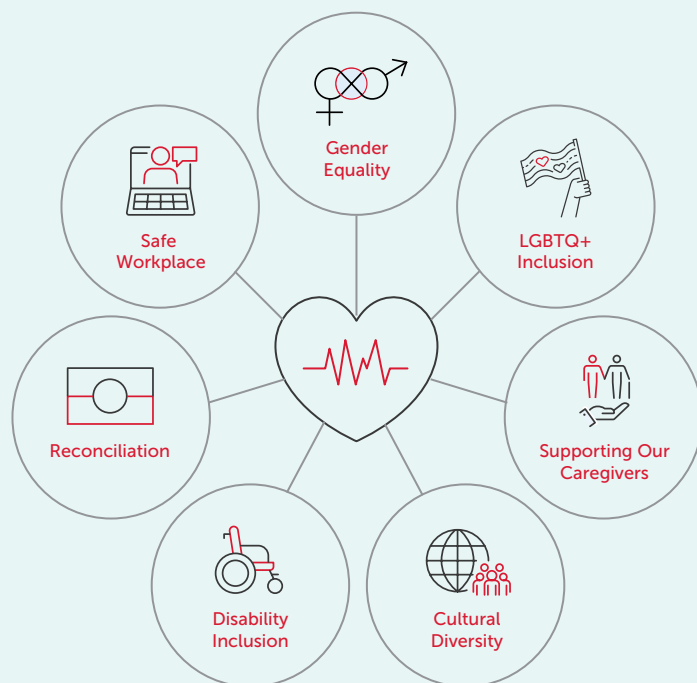 Gender
Equality
LGBTQ+
Inclusion
Supporting Our
Caregivers
Cultural
Diversity
Disability
Inclusion
Reconciliation
Safe
Workplace